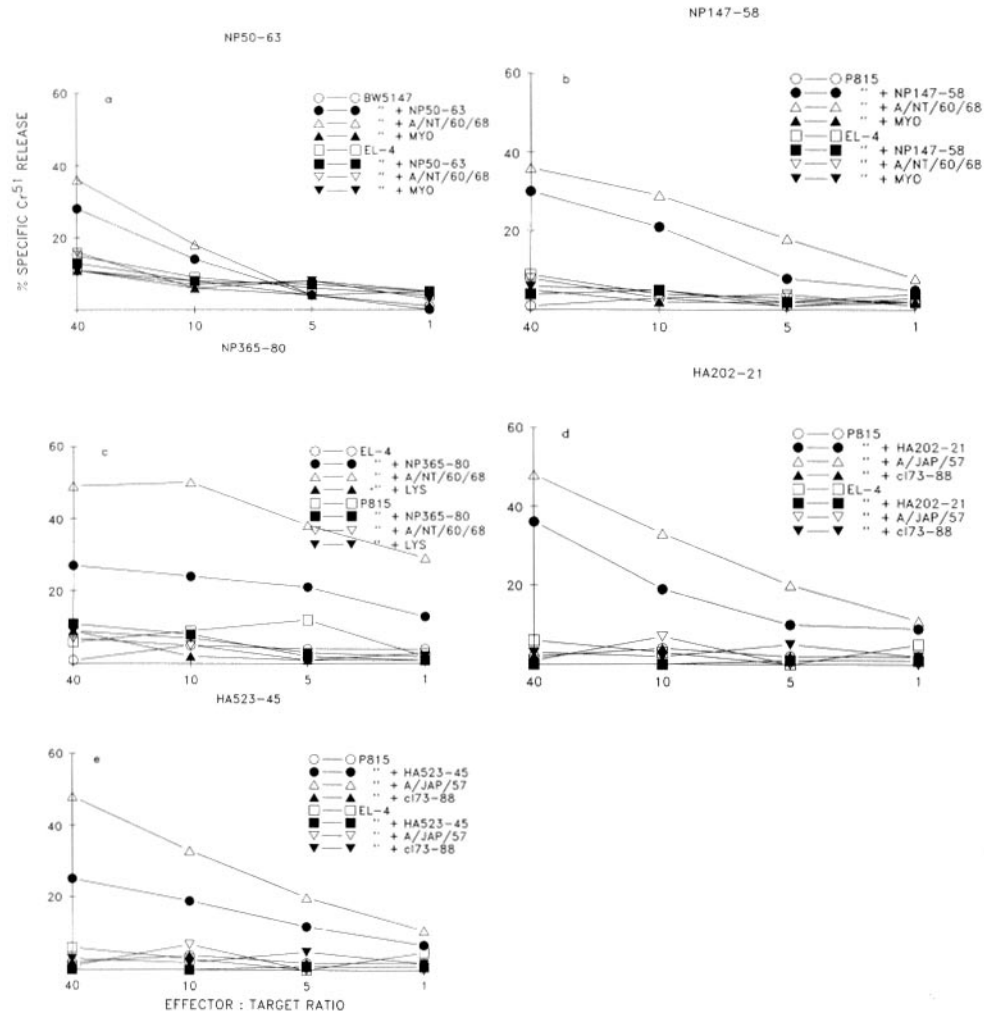 NP50-63
a
60
40
20
% SPECIFIC Cr51 RELEASE
BW5147
" + NP50-63
" + A/NT/60/68
" + MYO
EL-4
" + NP50-63
" + A/NT/60/68
" + MYO
40 10 5 1
NP147-58
b
60
40
20
P815
" + NP147-58
" + A/NT/60/68
" + MYO
EL-4
" + NP147-58
" + A/NT/60/68
" + MYO
40 10 5 1
NP365-80
c
60
40
20
EL-4
" + NP365-80
" + A/NT/60/68
" + LYS
P815
" + NP365-80
" + A/NT/60/68
" + LYS
40 10 5 1
HA202-21
d
60
40
20
P815
" + HA202-21
" + A/JAP/57
" + cl73-88
EL-4
" + HA202-21
" + A/JAP/57
" + cl73-88
40 10 5 1
HA523-45
e
60
40
20
P815
" + HA523-45
" + A/JAP/57
" + cl73-88
EL-4
" + HA523-45
" + A/JAP/57
" + cl73-88
40 10 5 1
EFFECTOR : TARGET RATIO